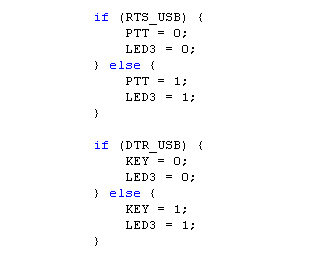 if (RTS_USB) {
    PTT = 0;
    LED3 = 0;
} else {
    PTT = 1;
    LED3 = 1;
}

if (DTR_USB) {
    KEY = 0;
    LED3 = 0;
} else {
    KEY = 1;
    LED3 = 1;
}